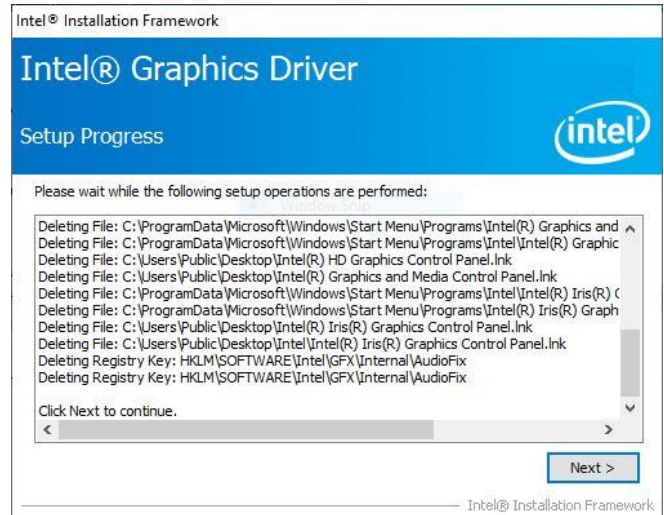 Intel® Installation Framework
Intel® Graphics Driver
Setup Progress
intel
Please wait while the following setup operations are performed:
Window Snip
Deleting File: C:\ProgramData\Microsoft\Windows\Start Menu\Programs\Intel(R) Graphics and
Deleting File: C:\ProgramData\Microsoft\Windows\Start Menu\Programs\Intel\Intel(R) Graphic
Deleting File: C:\Users\Public\Desktop\Intel(R) HD Graphics Control Panel.lnk
Deleting File: C:\Users\Public\Desktop\Intel(R) Graphics and Media Control Panel.lnk
Deleting File: C:\ProgramData\Microsoft\Windows\Start Menu\Programs\Intel\Intel(R) Iris(R) G
Deleting File: C:\ProgramData\Microsoft\Windows\Start Menu\Programs\Intel(R) Iris(R) Graph
Deleting File: C:\Users\Public\Desktop\Intel(R) Iris(R) Graphics Control Panel.lnk
Deleting File: C:\Users\Public\Desktop\Intel\Intel(R) Iris(R) Graphics Control Panel.lnk
Deleting Registry Key: HKLM\SOFTWARE\Intel\GFX\Internal\AudioFix
Deleting Registry Key: HKLM\SOFTWARE\Intel\GFX\Internal\AudioFix
Click Next to continue.
Next >
Intel® Installation Framework